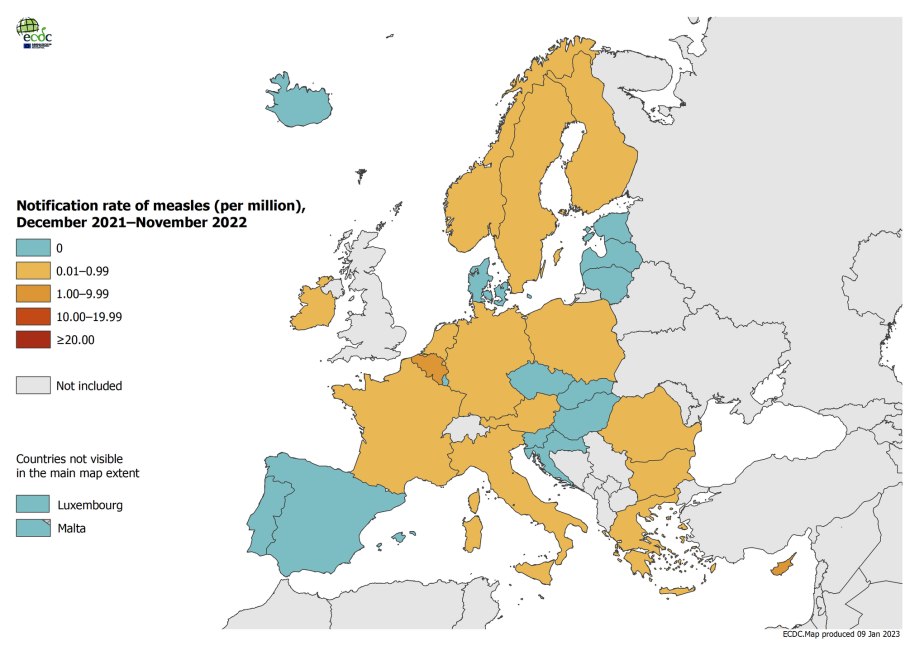 ecdc
Notification rate of measles (per million),
December 2021–November 2022
0
0.01–0.99
1.00–9.99
10.00–19.99
≥20.00
Not included
Countries not visible
in the main map extent
Luxembourg
Malta
ECDC.Map produced 09 Jan 2023